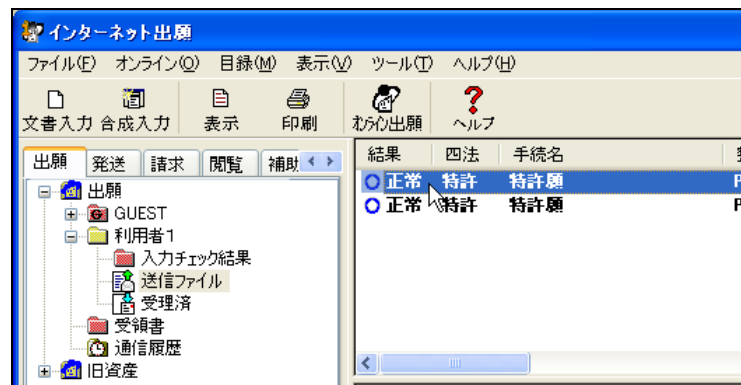 インターネット出願
ファイル(F) オンライン(O) 目録(M) 表示(V) ツール(T) ヘルプ(H)
文書入力 合成入力 表示 印刷 オンライン出願 ヘルプ
出願 発送 請求 閲覧 補助
出願
GUEST
利用者1
入力チェック結果
送信ファイル
受理済
受領書
通信履歴
旧資産
結果 四法 手続名
正常 特許 特許願
正常 特許 特許願